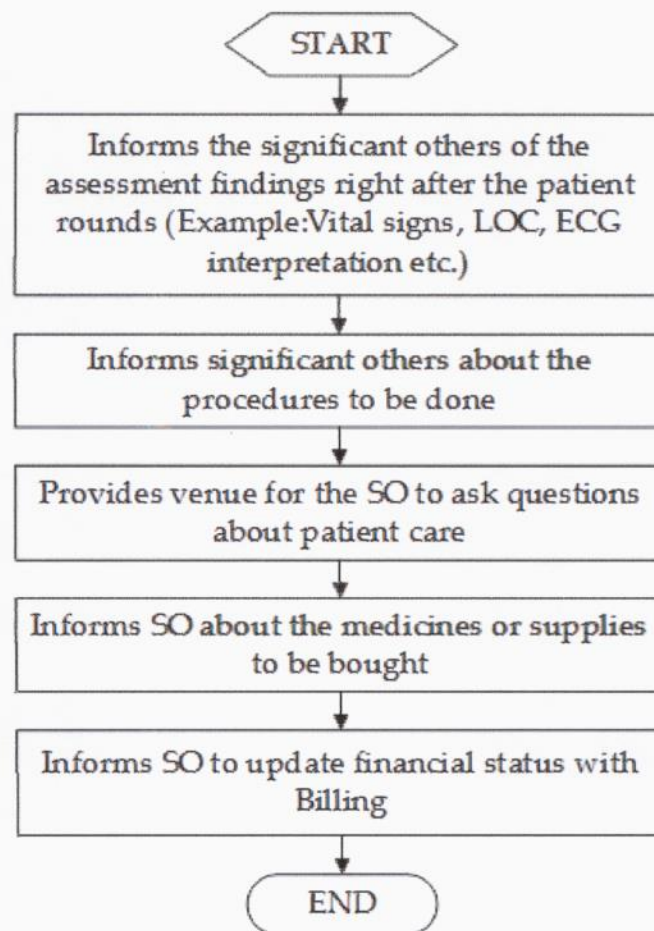 START
Informs the significant others of the
assessment findings right after the patient
rounds (Example:Vital signs, LOC, ECG
interpretation etc.)
Informs significant others about the
procedures to be done
Provides venue for the SO to ask questions
about patient care
Informs SO about the medicines or supplies
to be bought
Informs SO to update financial status with
Billing
END